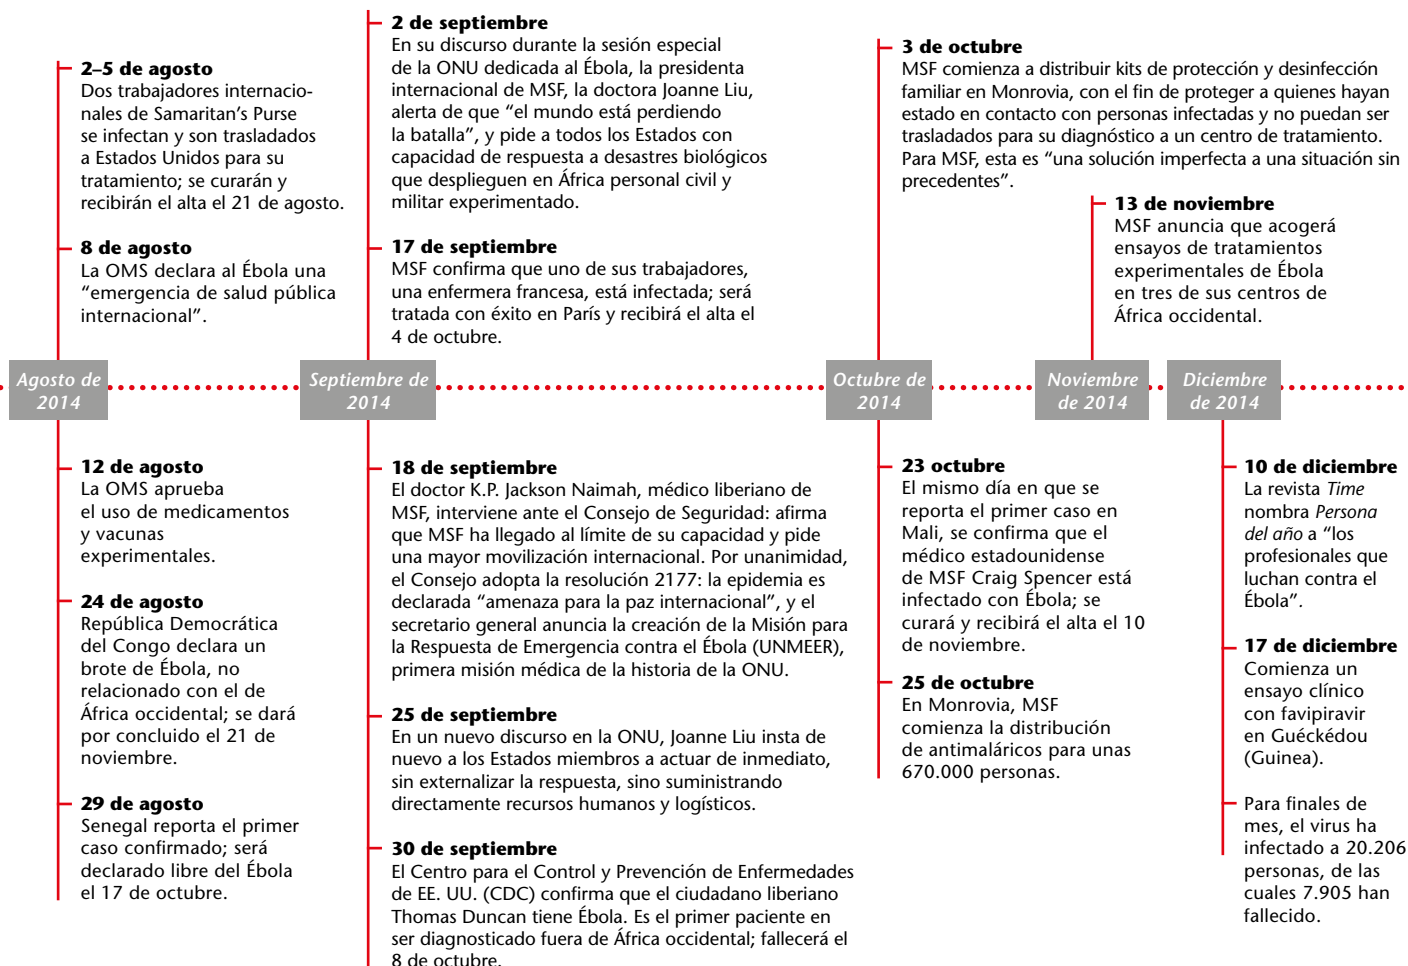 2–5 de agosto
Dos trabajadores internacio-
nales de Samaritan’s Purse
se infectan y son trasladados
a Estados Unidos para su
tratamiento; se curarán y
recibirán el alta el 21 de agosto.
8 de agosto
La OMS declara al Ébola una
“emergencia de salud pública
internacional”.
2 de septiembre
En su discurso durante la sesión especial
de la ONU dedicada al Ébola, la presidenta
internacional de MSF, la doctora Joanne Liu,
alerta de que “el mundo está perdiendo
la batalla”, y pide a todos los Estados con
capacidad de respuesta a desastres biológicos
que desplieguen en África personal civil y
militar experimentado.
17 de septiembre
MSF confirma que uno de sus trabajadores,
una enfermera francesa, está infectada; será
tratada con éxito en París y recibirá el alta el
4 de octubre.
3 de octubre
MSF comienza a distribuir kits de protección y desinfección
familiar en Monrovia, con el fin de proteger a quienes hayan
estado en contacto con personas infectadas y no puedan ser
trasladados para su diagnóstico a un centro de tratamiento.
Para MSF, esta es “una solución imperfecta a una situación sin
precedentes”.
13 de noviembre
MSF anuncia que acogerá
ensayos de tratamientos
experimentales de Ébola
en tres de sus centros de
África occidental.
Agosto de
2014
Septiembre de
2014
Octubre de
2014
Noviembre
de 2014
Diciembre
de 2014
12 de agosto
La OMS aprueba
el uso de medicamentos
y vacunas
experimentales.
24 de agosto
República Democrática
del Congo declara un
brote de Ébola, no
relacionado con el de
África occidental; se dará
por concluido el 21 de
noviembre.
29 de agosto
Senegal reporta el primer
caso confirmado; será
declarado libre del Ébola
el 17 de octubre.
18 de septiembre
El doctor K.P. Jackson Naimah, médico liberiano de
MSF, interviene ante el Consejo de Seguridad: afirma
que MSF ha llegado al límite de su capacidad y pide
una mayor movilización internacional. Por unanimidad,
el Consejo adopta la resolución 2177: la epidemia es
declarada “amenaza para la paz internacional”, y el
secretario general anuncia la creación de la Misión para
la Respuesta de Emergencia contra el Ébola (UNMEER),
primera misión médica de la historia de la ONU.
25 de septiembre
En un nuevo discurso en la ONU, Joanne Liu insta de
nuevo a los Estados miembros a actuar de inmediato,
sin externalizar la respuesta, sino suministrando
directamente recursos humanos y logísticos.
30 de septiembre
El Centro para el Control y Prevención de Enfermedades
de EE. UU. (CDC) confirma que el ciudadano liberiano
Thomas Duncan tiene Ébola. Es el primer paciente en
ser diagnosticado fuera de África occidental; fallecerá el
8 de octubre.
23 octubre
El mismo día en que se
reporta el primer caso en
Mali, se confirma que el
médico estadounidense
de MSF Craig Spencer está
infectado con Ébola; se
curará y recibirá el alta el 10
de noviembre.
25 de octubre
En Monrovia, MSF
comienza la distribución
de antimaláricos para unas
670.000 personas.
10 de diciembre
La revista Time
nombra Persona
del año a “los
profesionales que
luchan contra el
Ébola”.
17 de diciembre
Comienza un
ensayo clínico
con favipiravir
en Guéckédou
(Guinea).
Para finales de
mes, el virus ha
infectado a 20.206
personas, de las
cuales 7.905 han
fallecido.